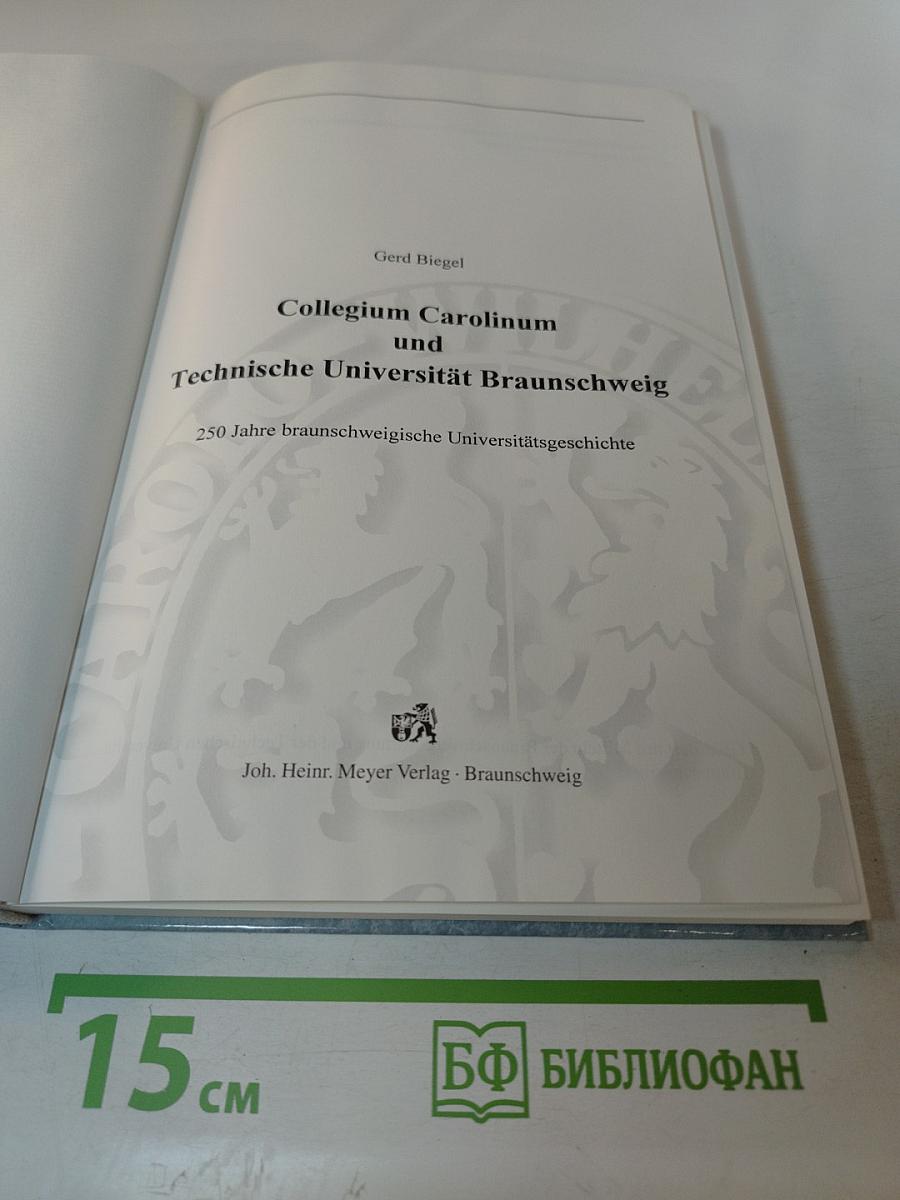 Gerd Biegel
Collegium Carolinum
und
Technische Universität Braunschweig
250 Jahre braunschweigische Universitätsgeschichte
Joh. Heinr. Meyer Verlag · Braunschweig
15 см
БФ БИБЛИОФАН